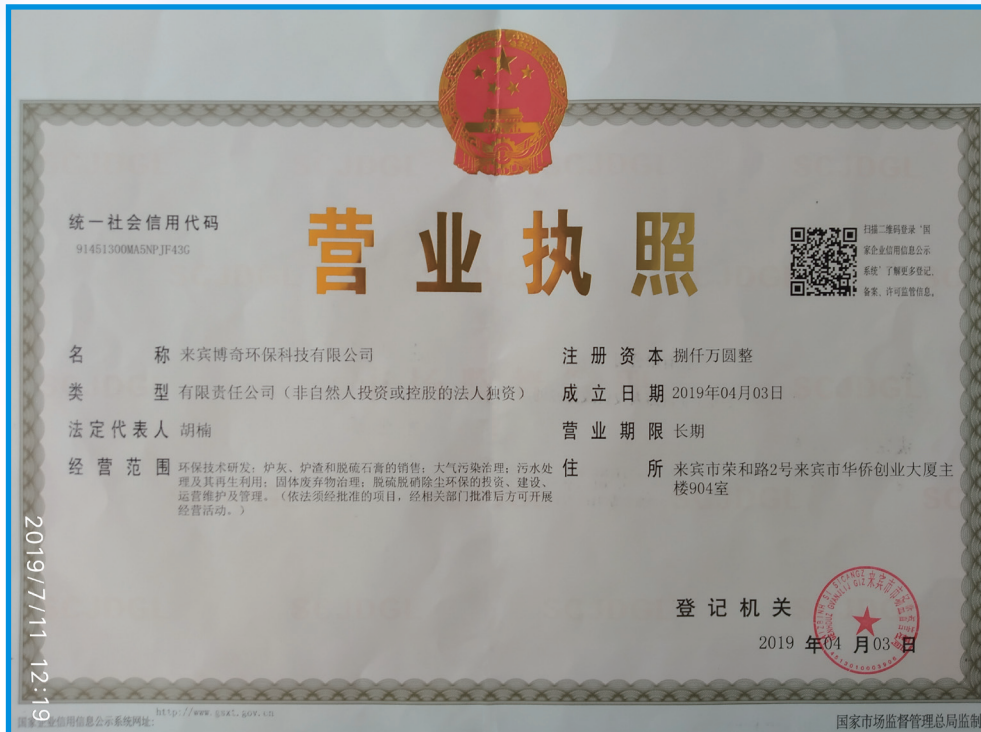 统一社会信用代码
91451300MA5NPJF43G
营业执照
扫描二维码登录“国
家企业信用信息公示
系统”了解更多登记、
备案、许可监管信息。
名称 来宾博奇环保科技有限公司
类型 有限责任公司（非自然人投资或控股的法人独资）
法定代表人 胡楠
经营范围 环保技术研发；炉灰、炉渣和脱硫石膏的销售；大气污染治理；污水处
理及其再生利用；固体废弃物治理；脱硫脱硝除尘环保的投资、建设、
运营维护及管理。（依法须经批准的项目，经相关部门批准后方可开展
经营活动。）
注册资本 捌仟万圆整
成立日期 2019年04月03日
营业期限 长期
住所 来宾市荣和路2号来宾市华侨创业大厦主
楼904室
登记机关
2019 年04 月03 日
2019/7/11 12:19
国家企业信用信息公示系统网址：
http://www.gsxt.gov.cn
国家市场监督管理总局监制